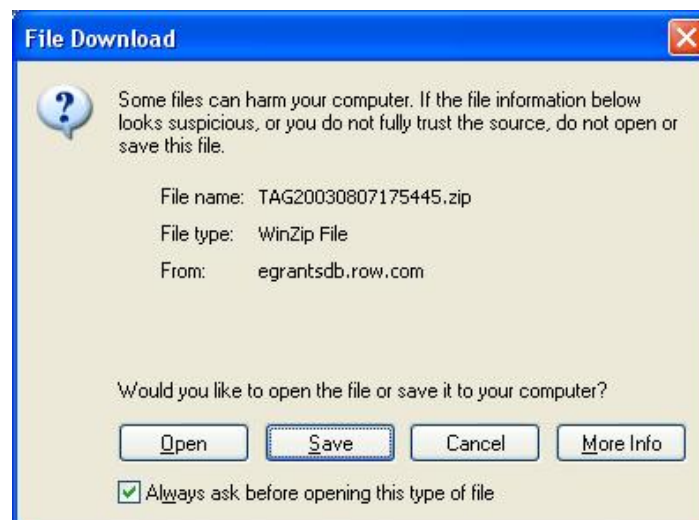 File Download
Some files can harm your computer. If the file information below
looks suspicious, or you do not fully trust the source, do not open or
save this file.
File name: TAG20030807175445.zip
File type: WinZip File
From: egrantsdb.row.com
Would you like to open the file or save it to your computer?
Open Save Cancel More Info
Always ask before opening this type of file